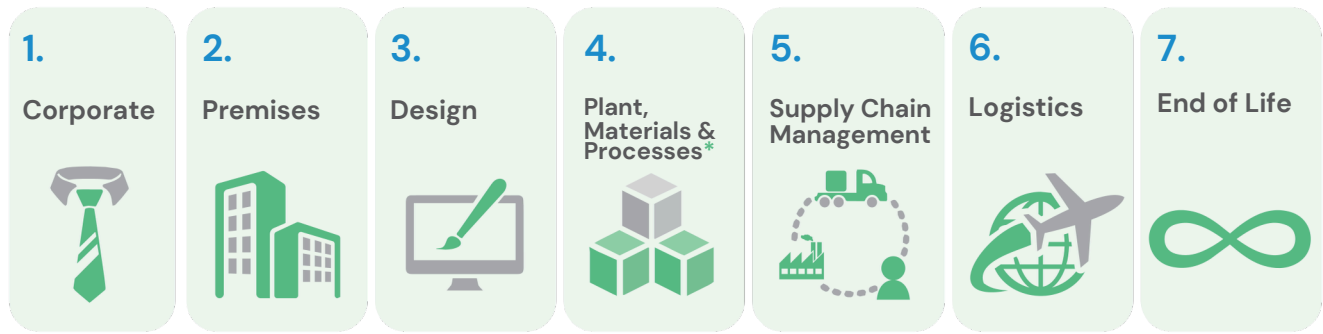 1.
Corporate
2.
Premises
3.
Design
4.
Plant,
Materials &
Processes*
5.
Supply Chain
Management
6.
Logistics
7.
End of Life